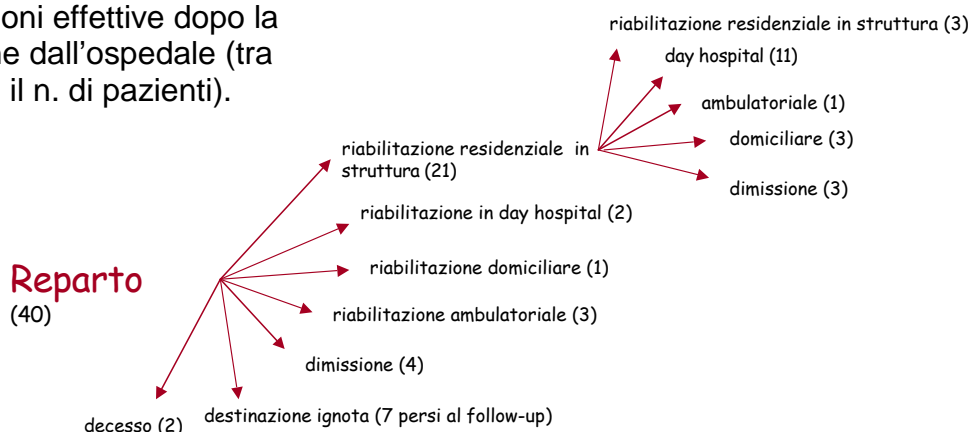 oni effettive dopo la
ne dall'ospedale (tra
il n. di pazienti).
riabilitazione residenziale in struttura (3)
day hospital (11)
ambulatoriale (1)
domiciliare (3)
dimissione (3)
riabilitazione residenziale in
struttura (21)
riabilitazione in day hospital (2)
riabilitazione domiciliare (1)
riabilitazione ambulatoriale (3)
dimissione (4)
destinazione ignota (7 persi al follow-up)
decesso (2)
Reparto
(40)